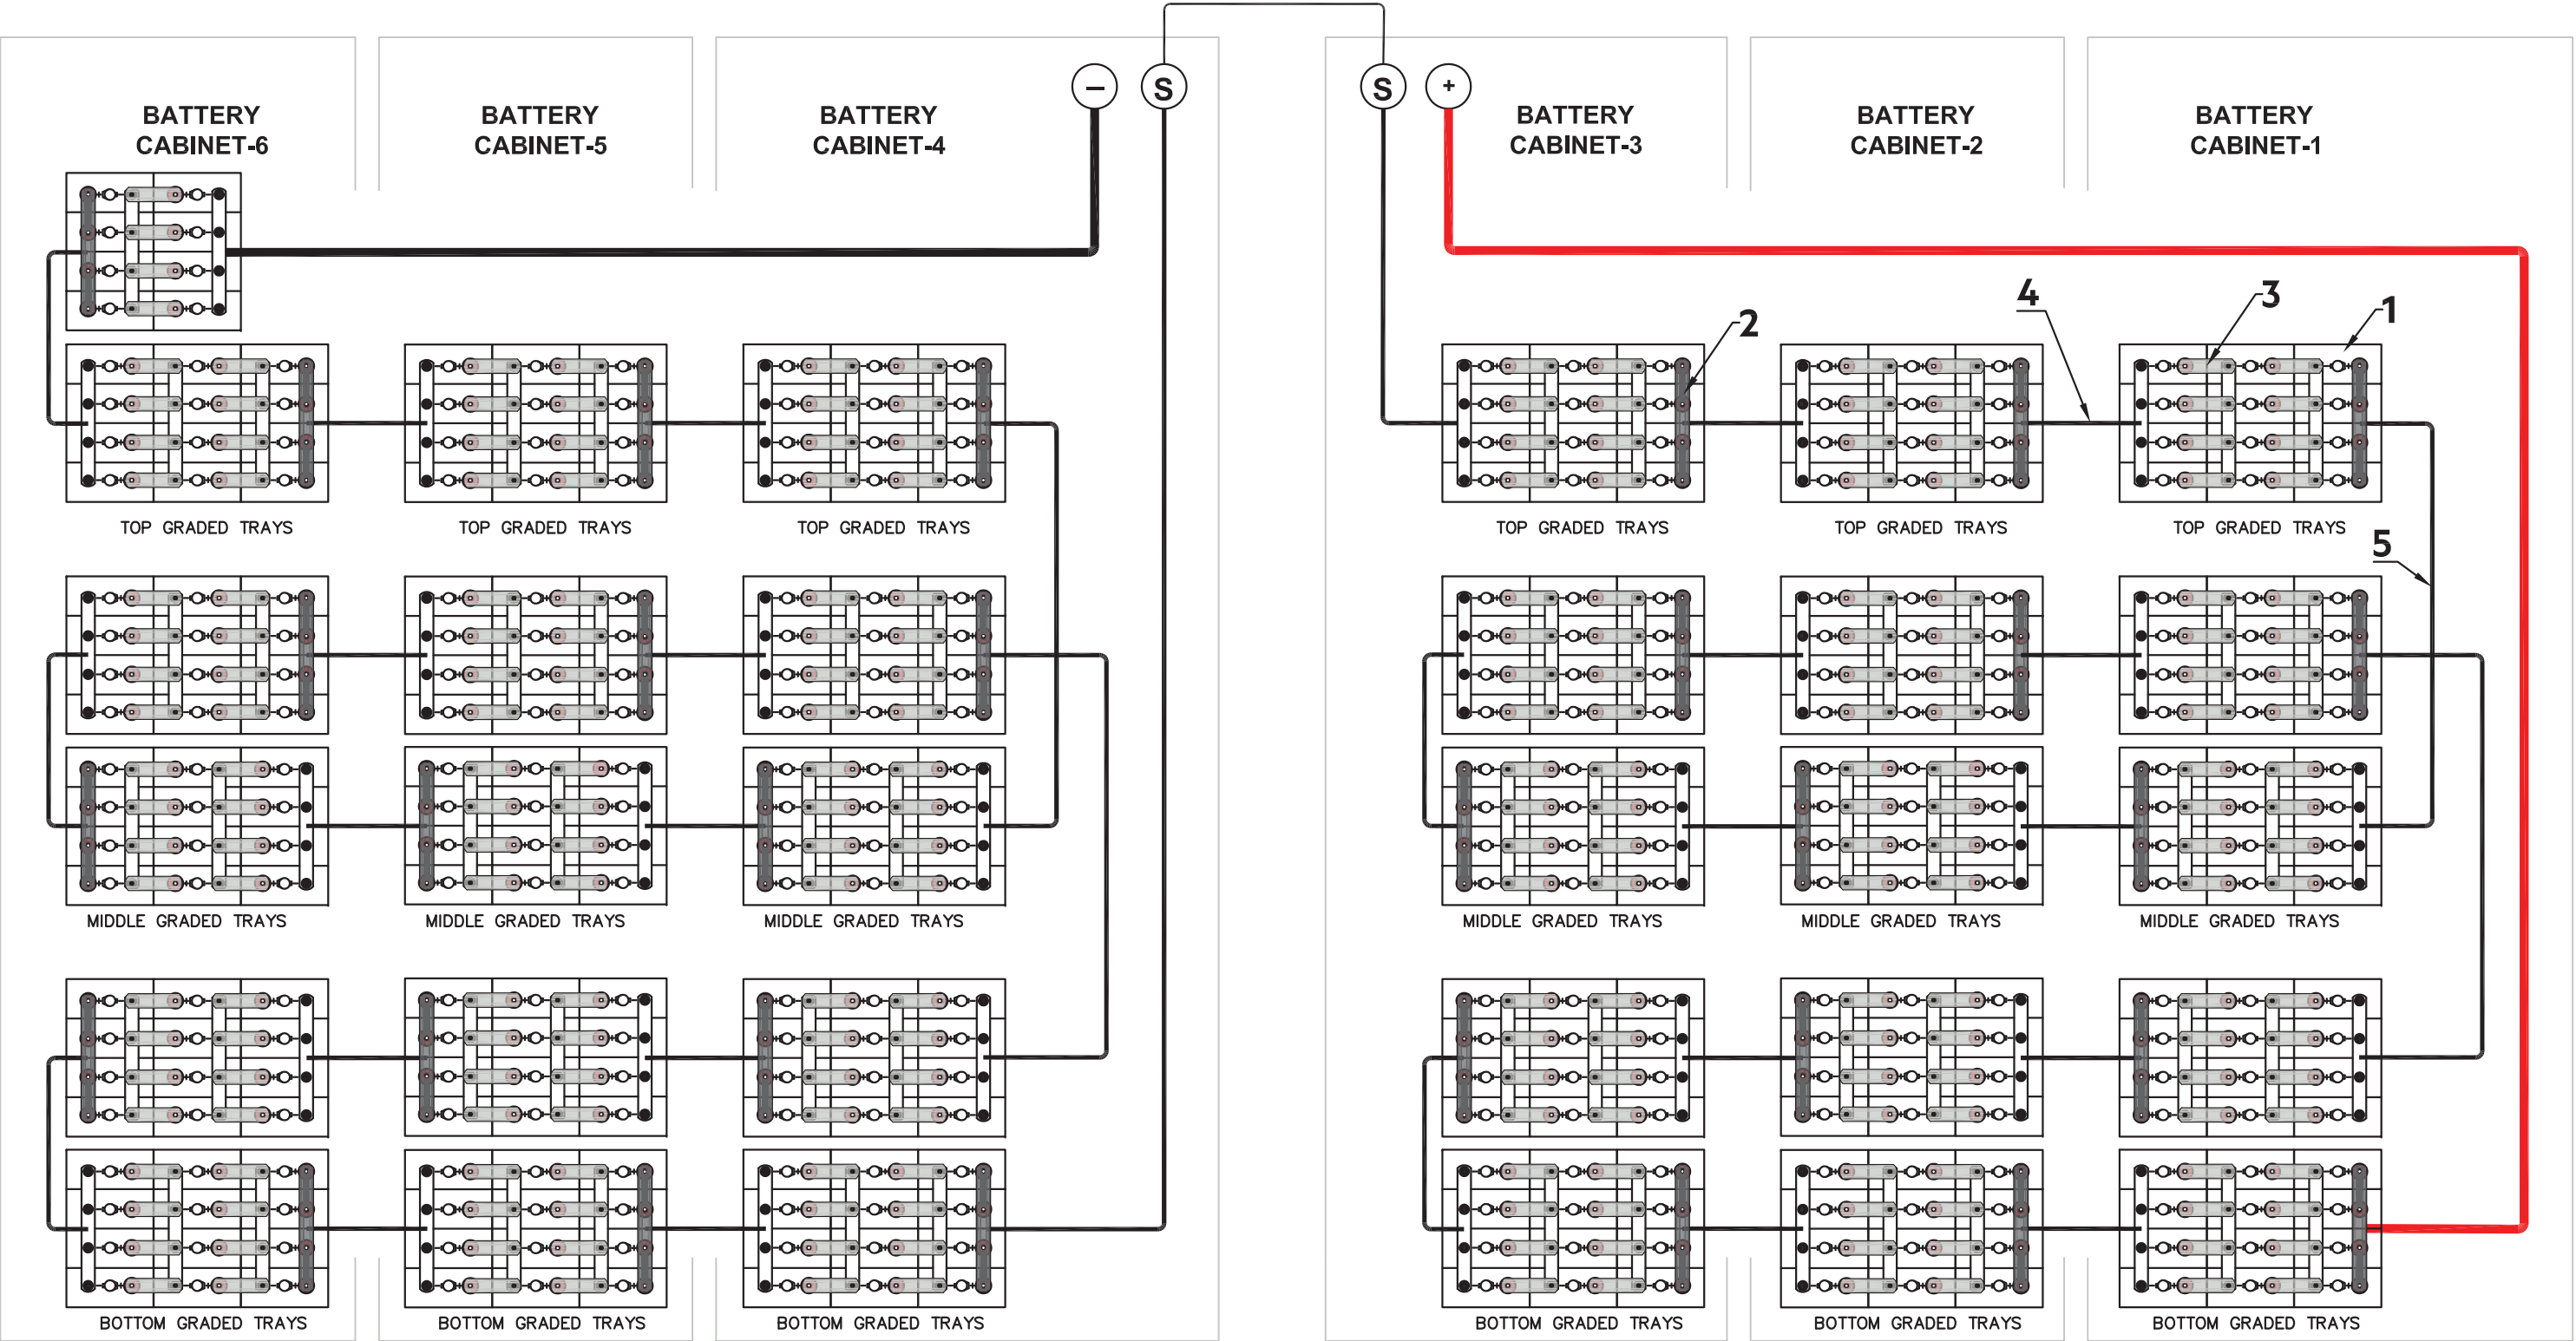 BATTERY
CABINET-6
BATTERY
CABINET-5
BATTERY
CABINET-4
–
S
S
+
BATTERY
CABINET-3
BATTERY
CABINET-2
BATTERY
CABINET-1
2
4
3
1
TOP GRADED TRAYS
TOP GRADED TRAYS
TOP GRADED TRAYS
TOP GRADED TRAYS
TOP GRADED TRAYS
TOP GRADED TRAYS
5
MIDDLE GRADED TRAYS
MIDDLE GRADED TRAYS
MIDDLE GRADED TRAYS
MIDDLE GRADED TRAYS
MIDDLE GRADED TRAYS
MIDDLE GRADED TRAYS
BOTTOM GRADED TRAYS
BOTTOM GRADED TRAYS
BOTTOM GRADED TRAYS
BOTTOM GRADED TRAYS
BOTTOM GRADED TRAYS
BOTTOM GRADED TRAYS